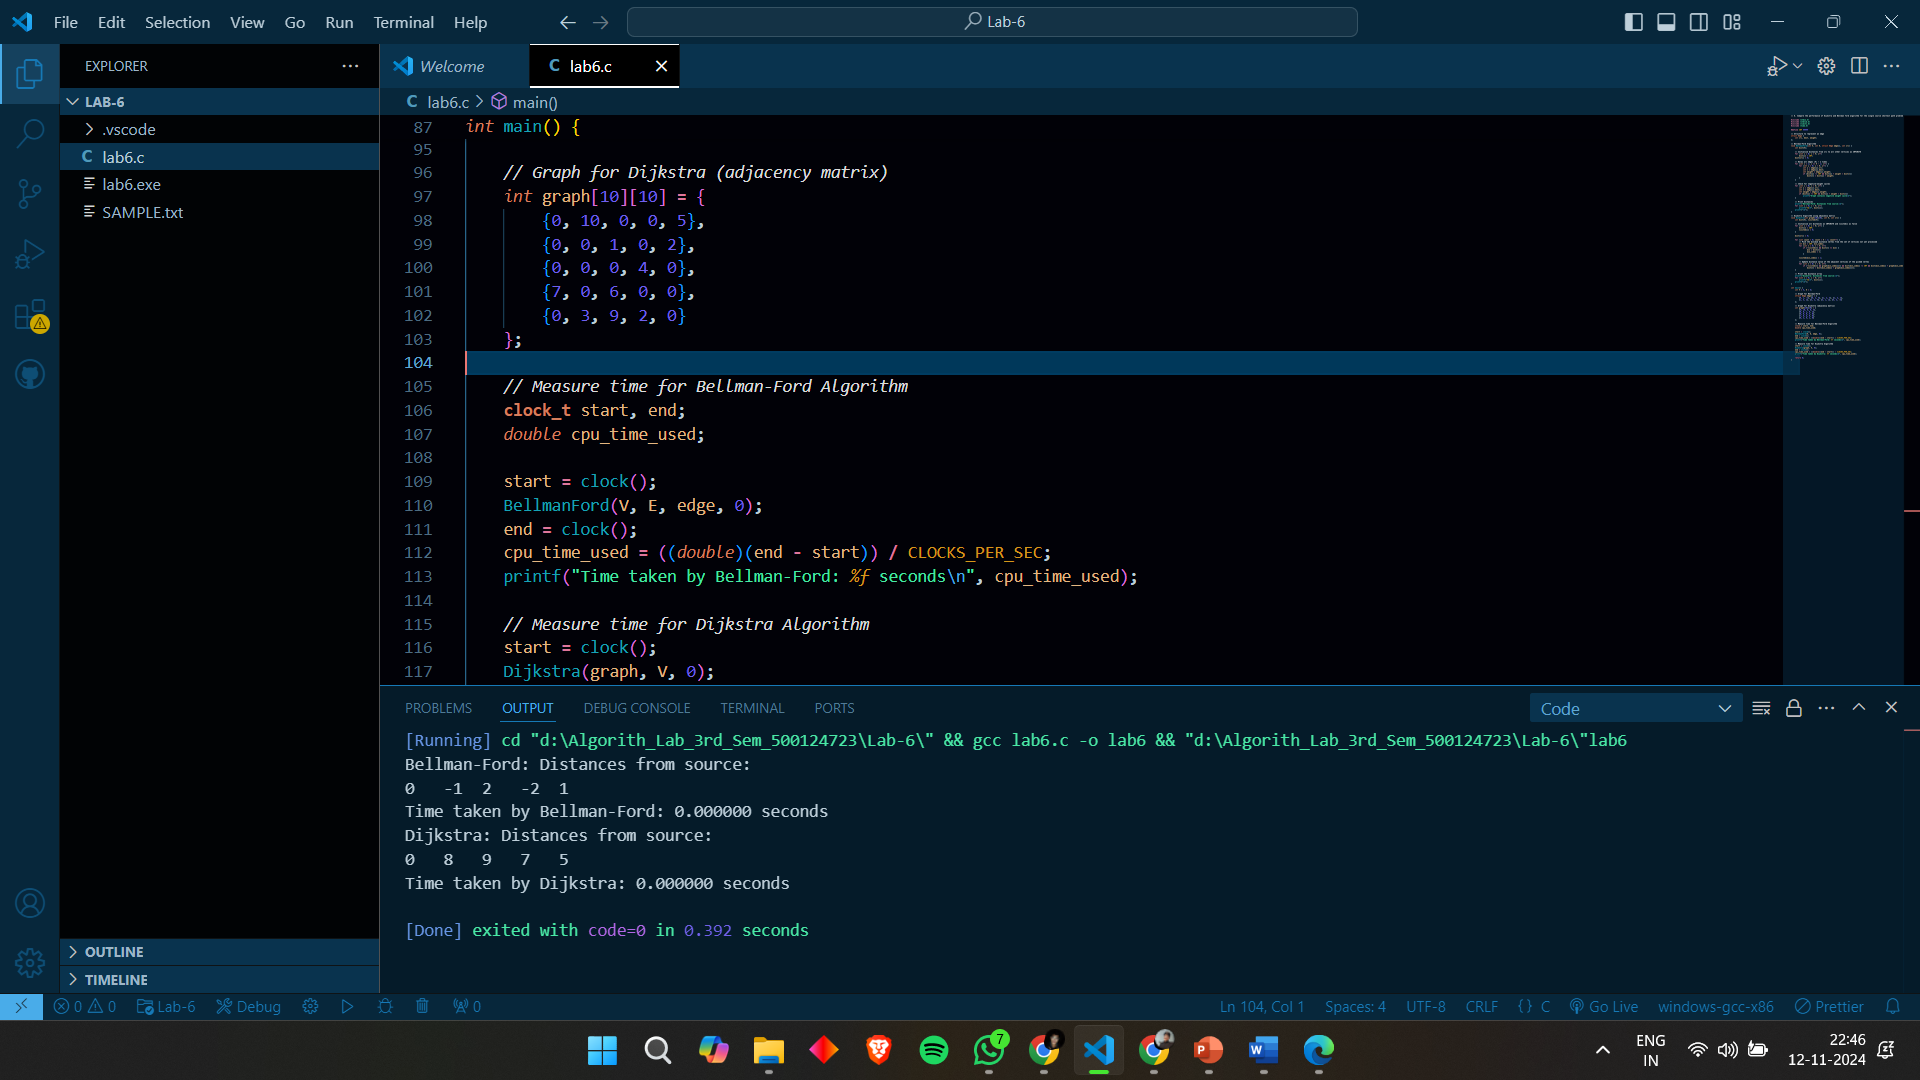 File Edit Selection View Go Run Terminal Help
Lab-6
EXPLORER
LAB-6
.vscode
C lab6.c
lab6.exe
SAMPLE.txt
OUTLINE
TIMELINE
Welcome
C lab6.c
C lab6.c > main()
87 int main() {
95
96 // Graph for Dijkstra (adjacency matrix)
97 int graph[10][10] = {
98 {0, 10, 0, 0, 5},
99 {0, 0, 1, 0, 2},
100 {0, 0, 0, 4, 0},
101 {7, 0, 6, 0, 0},
102 {0, 3, 9, 2, 0}
103 };
104
105 // Measure time for Bellman-Ford Algorithm
106 clock_t start, end;
107 double cpu_time_used;
108
109 start = clock();
110 BellmanFord(V, E, edge, 0);
111 end = clock();
112 cpu_time_used = ((double)(end - start)) / CLOCKS_PER_SEC;
113 printf("Time taken by Bellman-Ford: %f seconds\n", cpu_time_used);
114
115 // Measure time for Dijkstra Algorithm
116 start = clock();
117 Dijkstra(graph, V, 0);
PROBLEMS OUTPUT DEBUG CONSOLE TERMINAL PORTS
Code
[Running] cd "d:\Algorith_Lab_3rd_Sem_500124723\Lab-6\" && gcc lab6.c -o lab6 && "d:\Algorith_Lab_3rd_Sem_500124723\Lab-6\"lab6
Bellman-Ford: Distances from source:
0 -1 2 -2 1
Time taken by Bellman-Ford: 0.000000 seconds
Dijkstra: Distances from source:
0 8 9 7 5
Time taken by Dijkstra: 0.000000 seconds
[Done] exited with code=0 in 0.392 seconds
0 0 Lab-6 Debug 0
Ln 104, Col 1 Spaces: 4 UTF-8 CRLF {} C Go Live windows-gcc-x86 Prettier
7
P
W
ENG
IN
22:46
12-11-2024